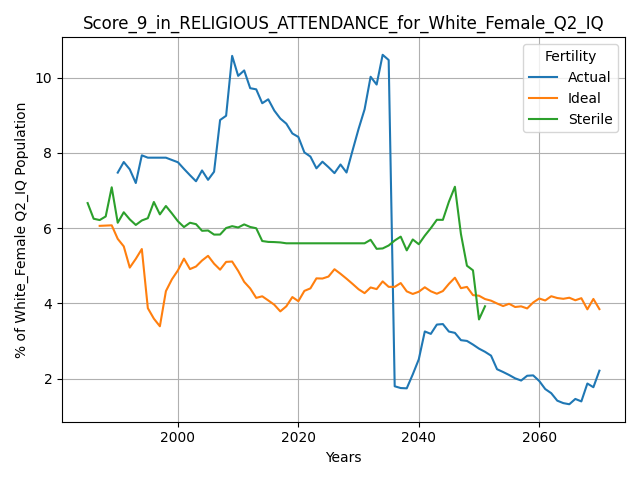 Score_9_in_RELIGIOUS_ATTENDANCE_for_White_Female_Q2_IQ
Fertility
Actual
Ideal
Sterile
% of White_Female Q2_IQ Population
10
8
6
4
2
2000 2020 2040 2060
Years